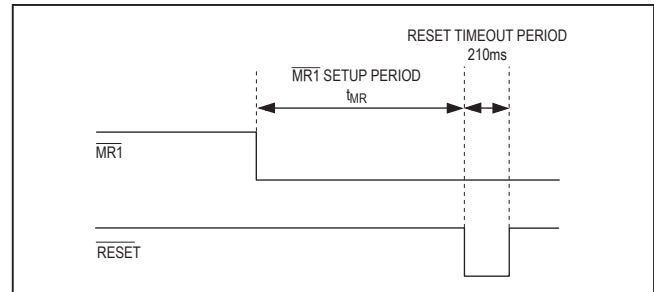 RESET TIMEOUT PERIOD
210ms
MR1 SETUP PERIOD
tMR
MR1
RESET